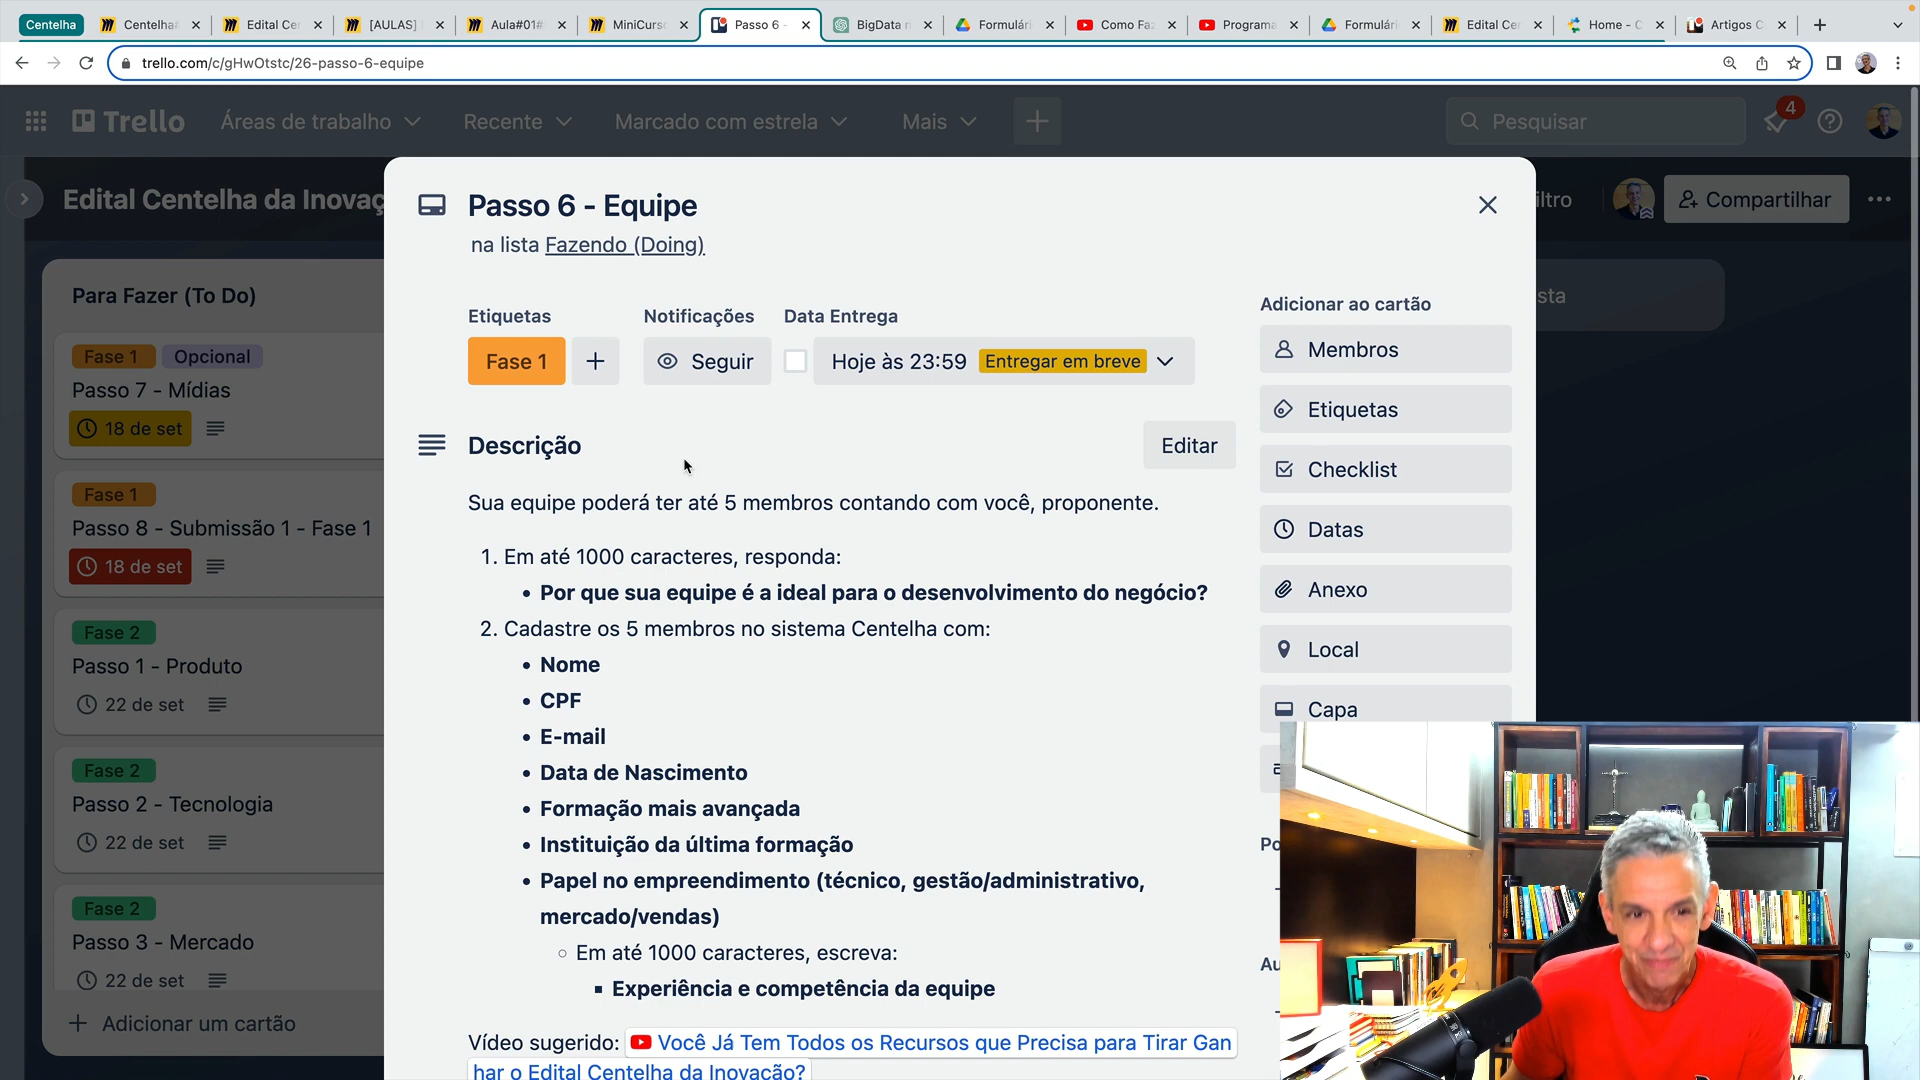 Centelha
Centelha
Edital Ce
[AULAS]
Aula#01#
MiniCurs
Passo 6 -
BigData n
Formulári
Como Faz
Programa
Formulári
Edital Cen
Home - C
Artigos C
trello.com/c/gHwOtstc/26-passo-6-equipe
Trello
Áreas de trabalho
Recente
Marcado com estrela
Mais
Pesquisar
4
Edital Centelha da Inovaç
iltro
Compartilhar
Para Fazer (To Do)
Fase 1
Opcional
Passo 7 - Mídias
18 de set
Fase 1
Passo 8 - Submissão 1 - Fase 1
18 de set
Fase 2
Passo 1 - Produto
22 de set
Fase 2
Passo 2 - Tecnologia
22 de set
Fase 2
Passo 3 - Mercado
22 de set
Adicionar um cartão
Passo 6 - Equipe
na lista Fazendo (Doing)
Etiquetas
Notificações
Data Entrega
Fase 1
Seguir
Hoje às 23:59 Entregar em breve
Descrição
Editar
Sua equipe poderá ter até 5 membros contando com você, proponente.
1. Em até 1000 caracteres, responda:
• Por que sua equipe é a ideal para o desenvolvimento do negócio?
2. Cadastre os 5 membros no sistema Centelha com:
• Nome
• CPF
• E-mail
• Data de Nascimento
• Formação mais avançada
• Instituição da última formação
• Papel no empreendimento (técnico, gestão/administrativo,
mercado/vendas)
◦ Em até 1000 caracteres, escreva:
▪ Experiência e competência da equipe
Vídeo sugerido: Você Já Tem Todos os Recursos que Precisa para Tirar Gan
har o Edital Centelha da Inovação?
Adicionar ao cartão
Membros
Etiquetas
Checklist
Datas
Anexo
Local
Capa
Po
Au
sta